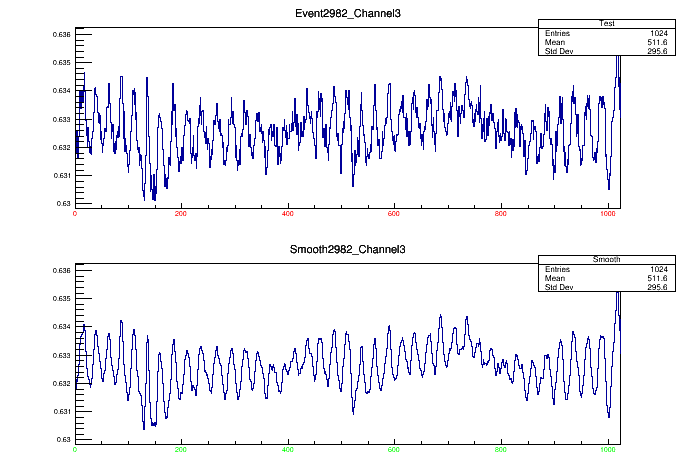 Event2982_Channel3
Test
Entries 1024
Mean 511.6
Std Dev 295.6
0.636
0.635
0.634
0.633
0.632
0.631
0.63
0 200 400 600 800 1000
Smooth2982_Channel3
Smooth
Entries 1024
Mean 511.6
Std Dev 295.6
0.636
0.635
0.634
0.633
0.632
0.631
0.63
0 200 400 600 800 1000